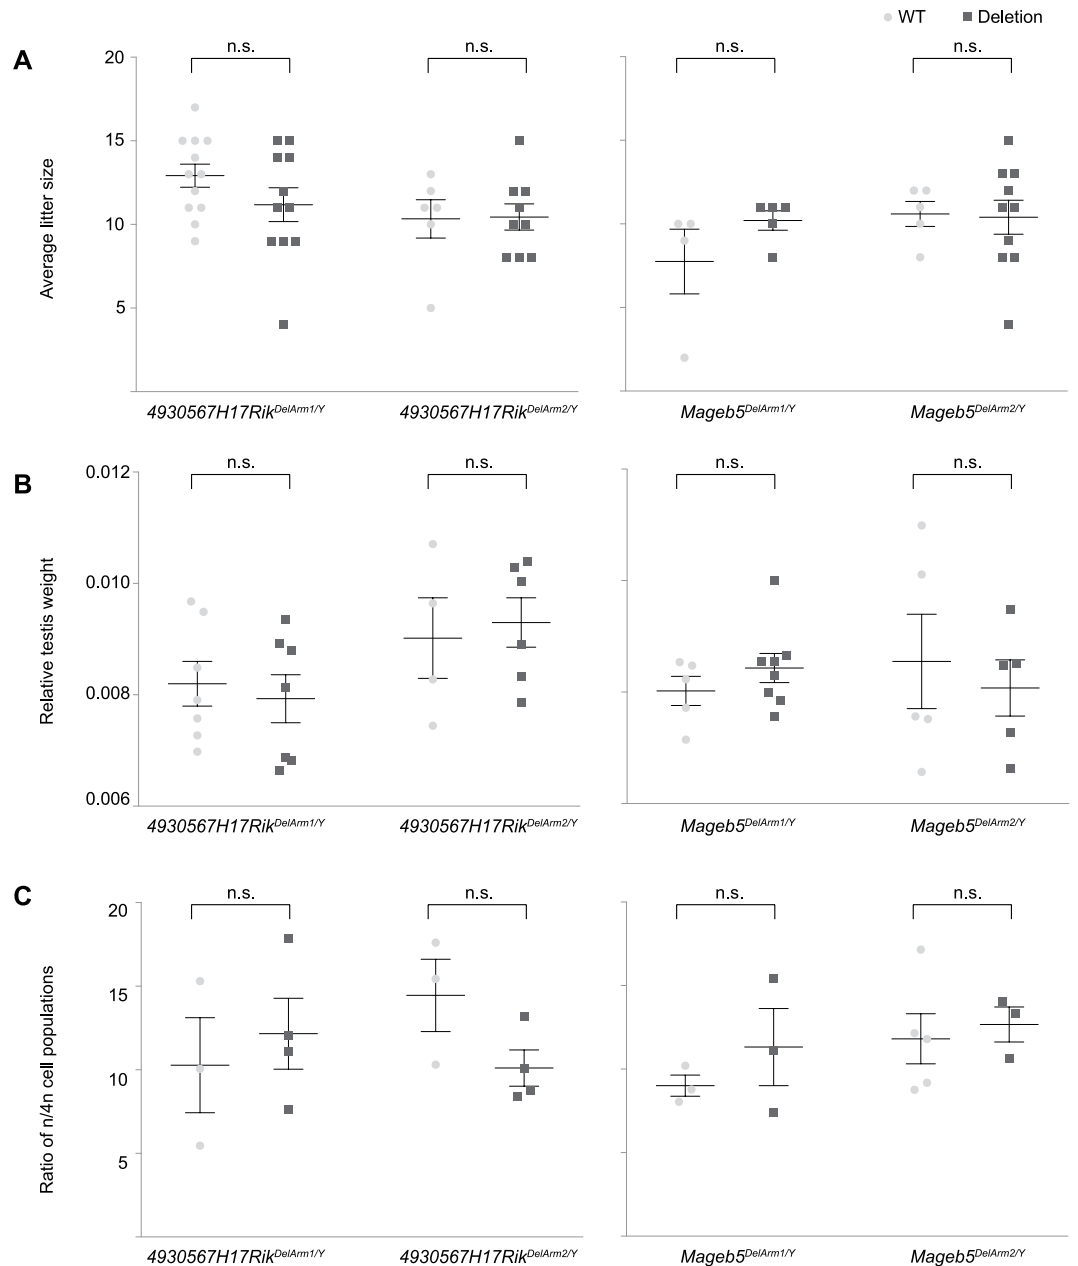 WT Deletion
A
n.s. n.s. n.s. n.s.
20
15
10
5
Average litter size
4930567H17Rik^DelArm1/Y 4930567H17Rik^DelArm2/Y Mageb5^DelArm1/Y Mageb5^DelArm2/Y
B
n.s. n.s. n.s. n.s.
0.012
0.010
0.008
0.006
Relative testis weight
4930567H17Rik^DelArm1/Y 4930567H17Rik^DelArm2/Y Mageb5^DelArm1/Y Mageb5^DelArm2/Y
C
n.s. n.s. n.s. n.s.
20
15
10
5
Ratio of n/4n cell populations
4930567H17Rik^DelArm1/Y 4930567H17Rik^DelArm2/Y Mageb5^DelArm1/Y Mageb5^DelArm2/Y